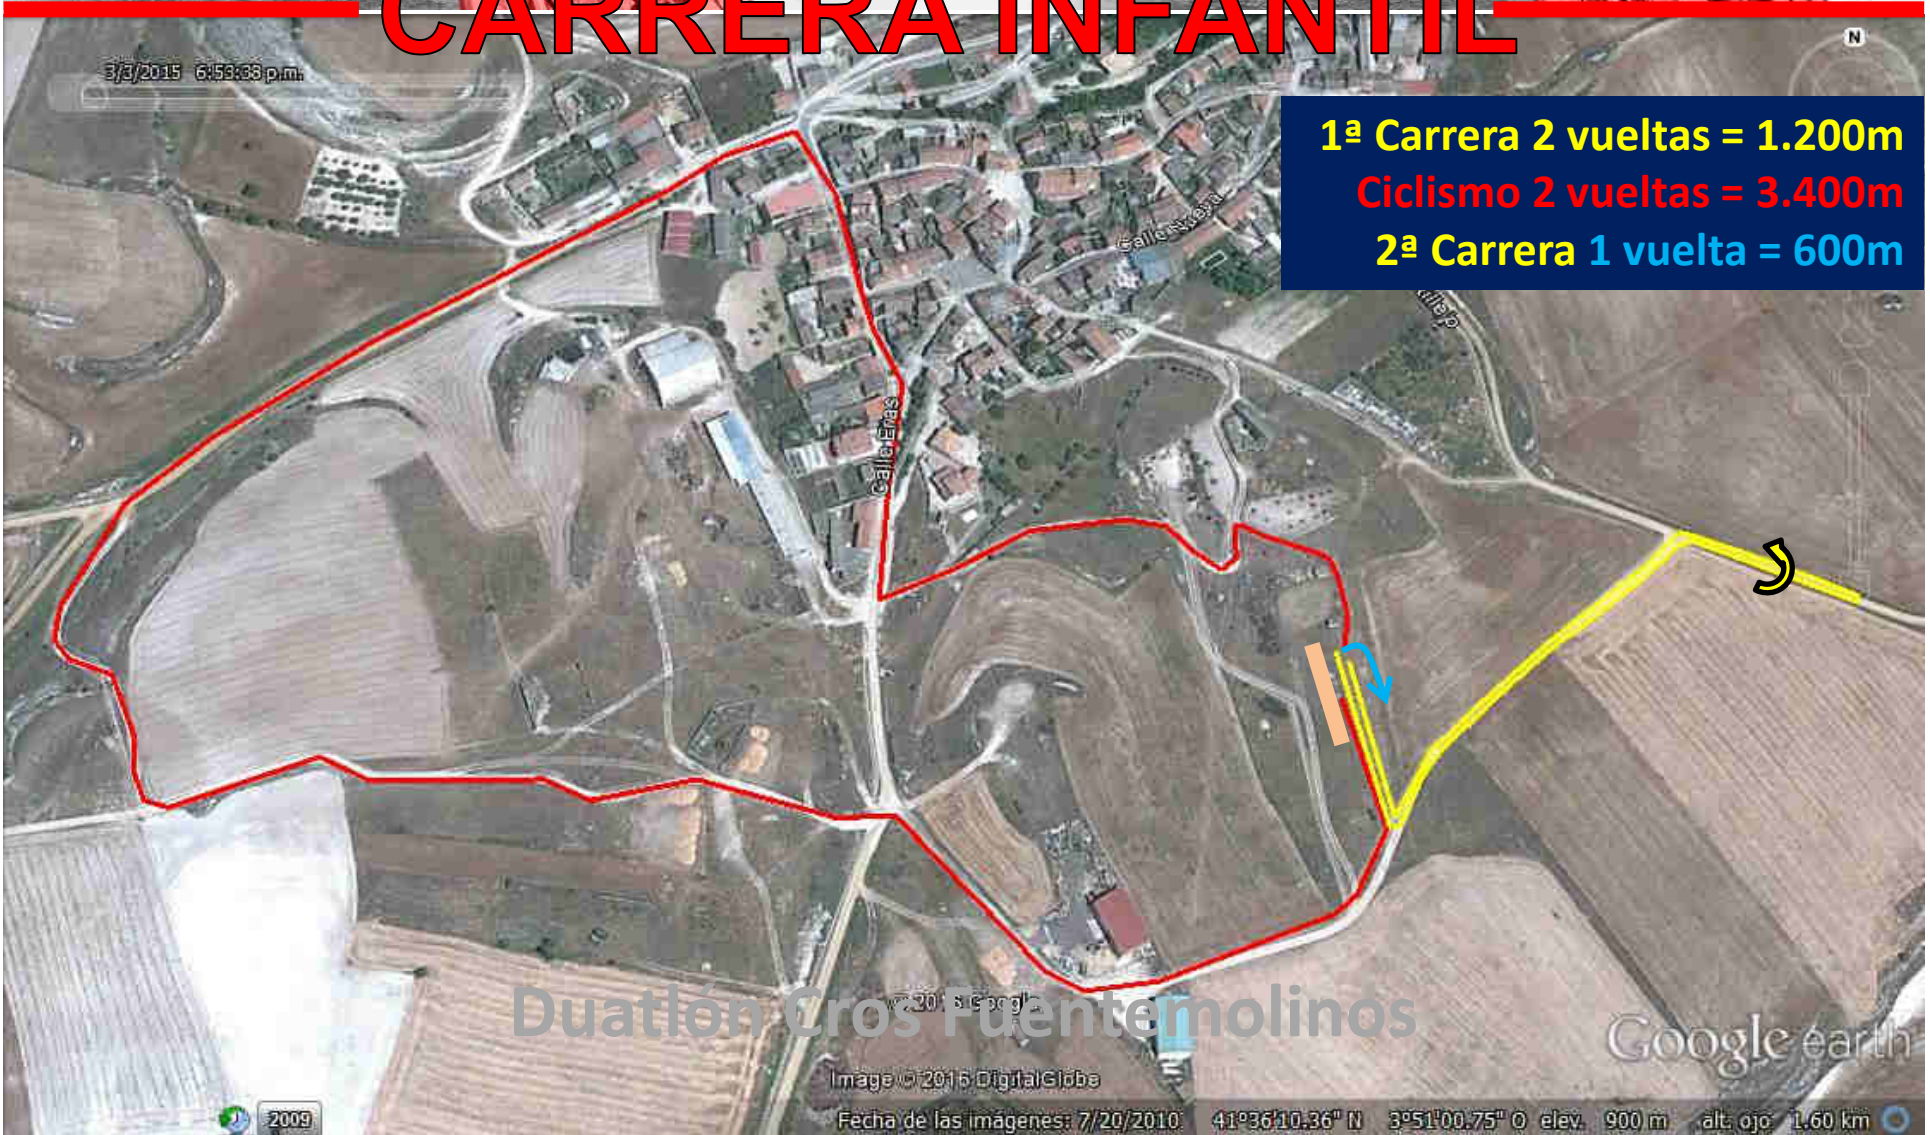 CARRERA INFANTIL
3/3/2015 6:53:38 p.m.
N
1ª Carrera 2 vueltas = 1.200m
Ciclismo 2 vueltas = 3.400m
2ª Carrera 1 vuelta = 600m
Calle Nueva
Calle Eras
Duatlón Cros Fuentemolinos
Google earth
Image © 2016 DigitalGlobe
2009
Fecha de las imágenes: 7/20/2010 41°36'10.36" N 3°51'00.75" O elev. 900 m alt. ojo 1.60 km